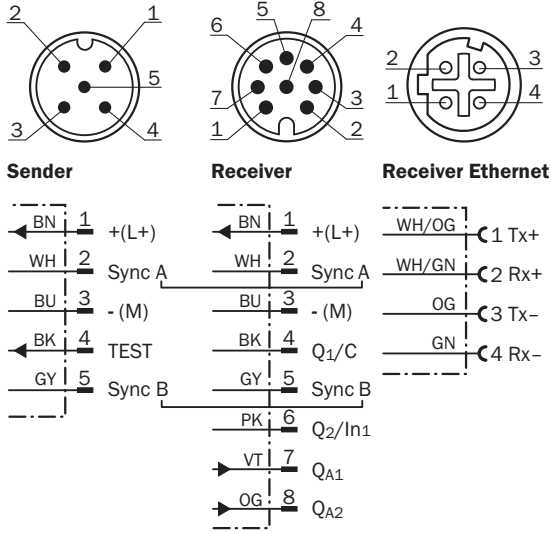 2 1
5
3 4
5 8
6 4
7 3
1 2
2 3
1 4
Sender
BN 1 +(L+)
WH 2 Sync A
BU 3 - (M)
BK 4 TEST
GY 5 Sync B
Receiver
BN 1 +(L+)
WH 2 Sync A
BU 3 - (M)
BK 4 Q1/C
GY 5 Sync B
PK 6 Q2/In1
VT 7 QA1
OG 8 QA2
Receiver Ethernet
WH/OG 1 Tx+
WH/GN 2 Rx+
OG 3 Tx–
GN 4 Rx–